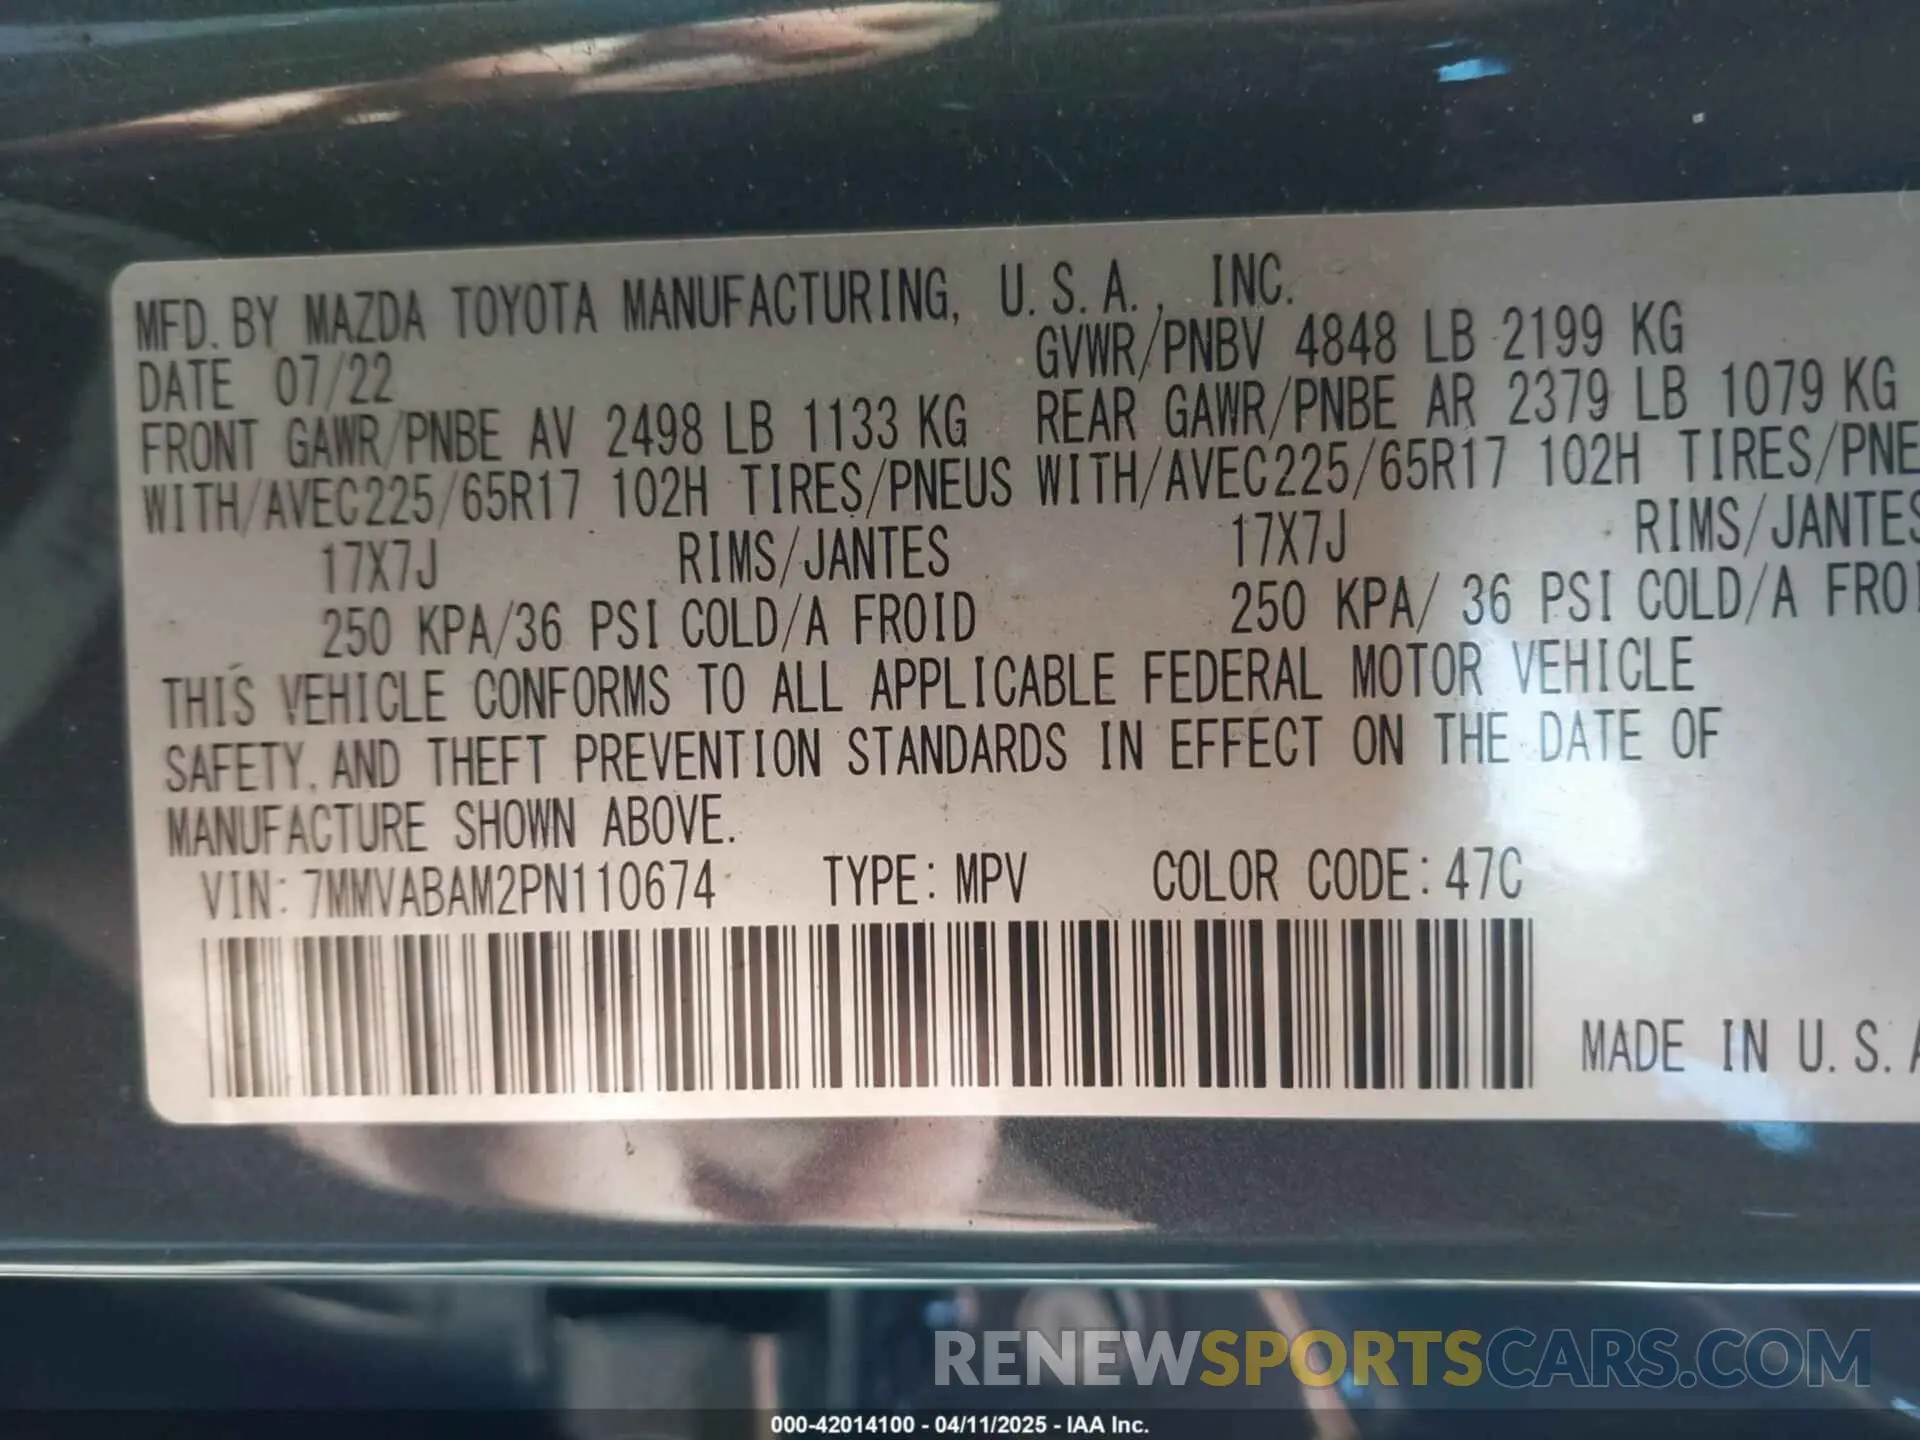 MFD. BY MAZDA TOYOTA MANUFACTURING, U.S.A., INC.
DATE 07/22 GVWR/PNBV 4848 LB 2199 KG
FRONT GAWR/PNBE AV 2498 LB 1133 KG REAR GAWR/PNBE AR 2379 LB 1079 KG
WITH/AVEC225/65R17 102H TIRES/PNEUS WITH/AVEC225/65R17 102H TIRES/PNE
17X7J RIMS/JANTES 17X7J RIMS/JANTES
250 KPA/36 PSI COLD/A FROID 250 KPA/ 36 PSI COLD/A FROI
THIS VEHICLE CONFORMS TO ALL APPLICABLE FEDERAL MOTOR VEHICLE
SAFETY, AND THEFT PREVENTION STANDARDS IN EFFECT ON THE DATE OF
MANUFACTURE SHOWN ABOVE.
VIN: 7MMVABAM2PN110674 TYPE: MPV COLOR CODE: 47C
MADE IN U.S.A
RENEWSPORTSCARS.COM
000-42014100 - 04/11/2025 - IAA Inc.